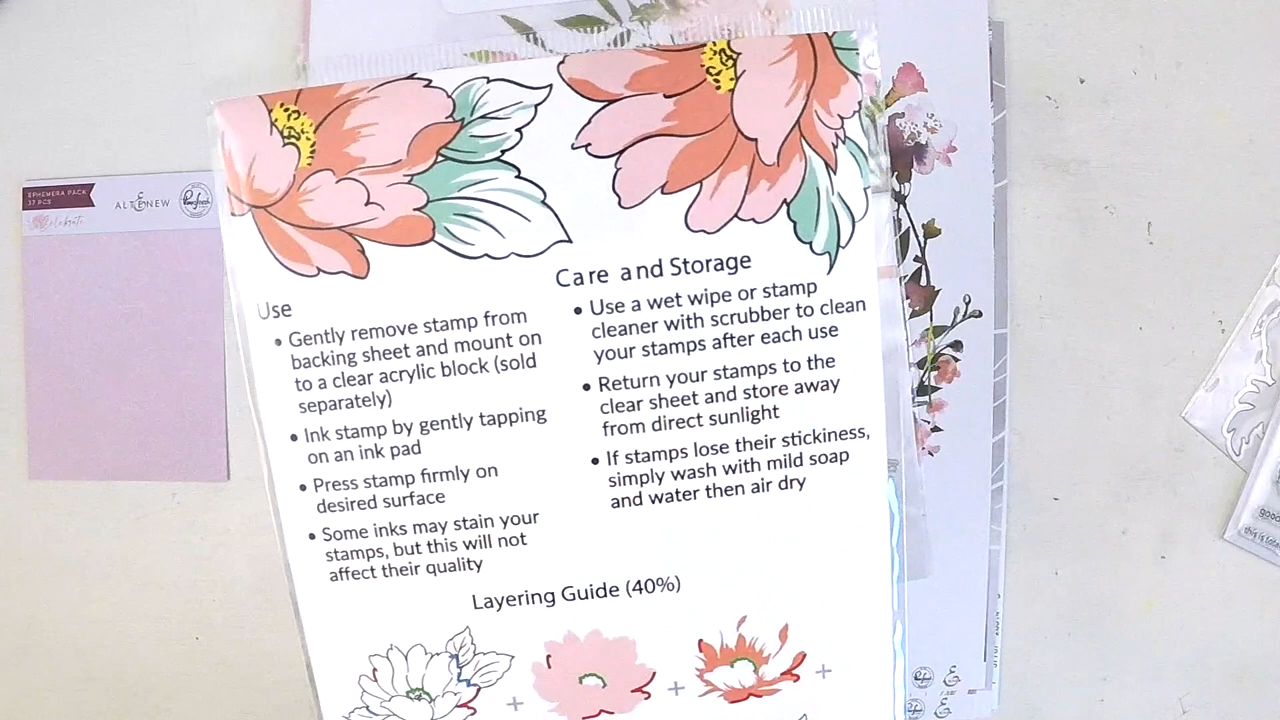 EPHEMERA PACK
37 PCS
Celebrate
ALTENEW
Pinkfresh
Use
• Gently remove stamp from
backing sheet and mount on
to a clear acrylic block (sold
separately)
• Ink stamp by gently tapping
on an ink pad
• Press stamp firmly on
desired surface
• Some inks may stain your
stamps, but this will not
affect their quality
Care and Storage
• Use a wet wipe or stamp
cleaner with scrubber to clean
your stamps after each use
• Return your stamps to the
clear sheet and store away
from direct sunlight
• If stamps lose their stickiness,
simply wash with mild soap
and water then air dry
Layering Guide (40%)
+ + +
good
this is